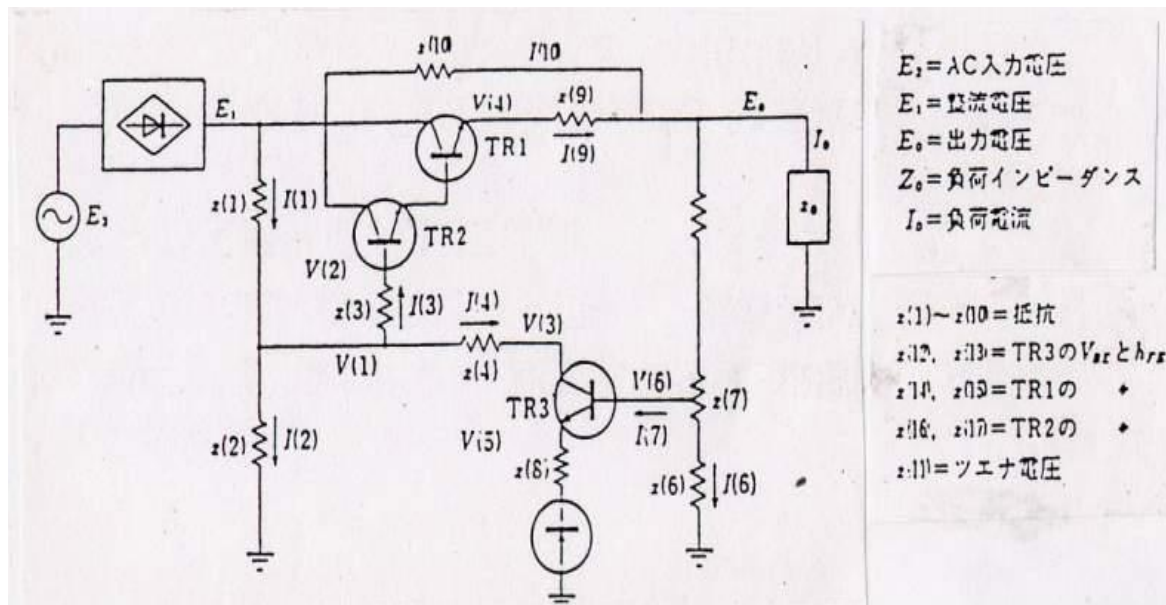 z(10
I(10
E₁
V(4)
z(9)
E₀
TR1
I(9)
I₀
z(1)
I(1)
E₂
TR2
z₀
V(2)
z(3)
I(3)
I(4)
V(3)
V(1)
z(4)
TR3
V(6)
z(7)
I(7)
V(5)
z(2)
I(2)
z(8)
z(6)
I(6)
E₂=AC入力電圧
E₁=整流電圧
E₀=出力電圧
Z₀=負荷インピーダンス
I₀=負荷電流
z(1)~z(10=抵抗
z(12, z(13)=TR3のV_BEとh_FE
z(14, z(15=TR1の 〃
z(16, z(17)=TR2の 〃
z(11)=ツエナ電圧